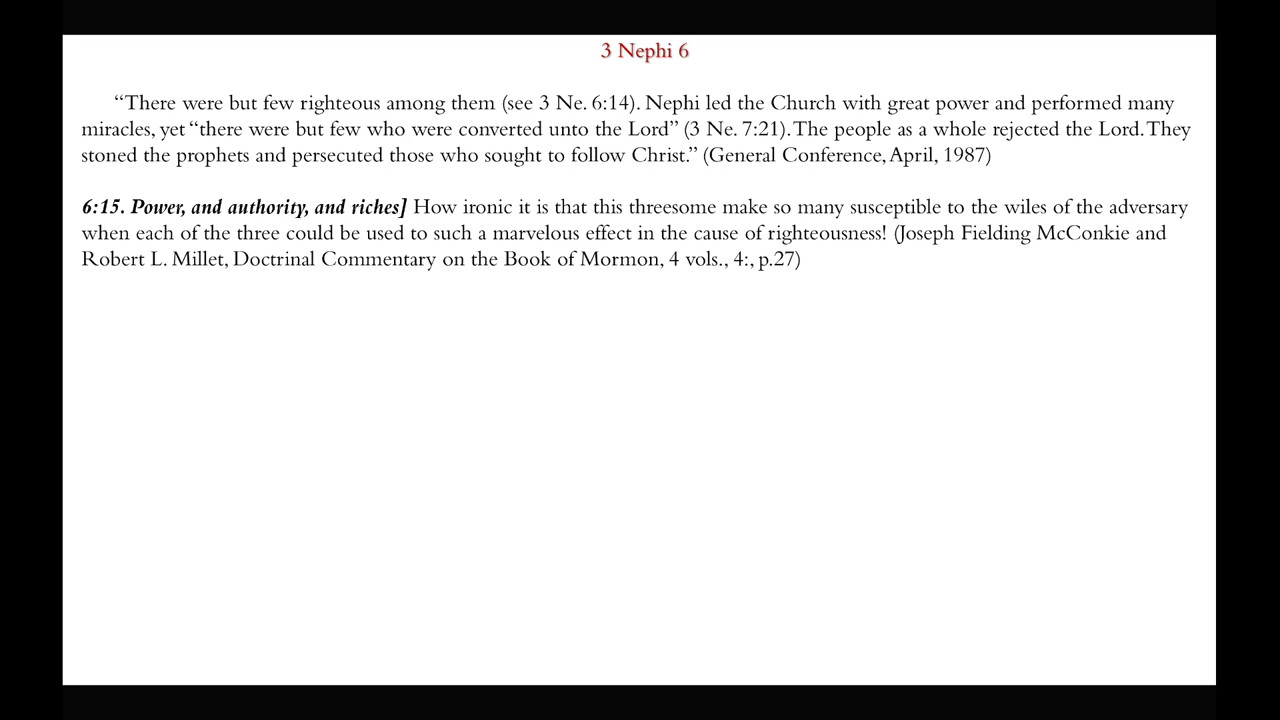 3 Nephi 6
“There were but few righteous among them (see 3 Ne. 6:14). Nephi led the Church with great power and performed many
miracles, yet “there were but few who were converted unto the Lord” (3 Ne. 7:21). The people as a whole rejected the Lord. They
stoned the prophets and persecuted those who sought to follow Christ.” (General Conference, April, 1987)
6:15. Power, and authority, and riches] How ironic it is that this threesome make so many susceptible to the wiles of the adversary
when each of the three could be used to such a marvelous effect in the cause of righteousness! (Joseph Fielding McConkie and
Robert L. Millet, Doctrinal Commentary on the Book of Mormon, 4 vols., 4:, p.27)